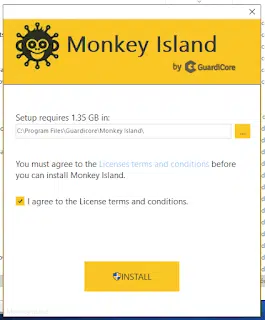 Monkey Island
by GuardiCore
Setup requires 1.35 GB in:
C:\Program Files\Guardicore\Monkey Island\
...
You must agree to the Licenses terms and conditions before
you can install Monkey Island.
I agree to the License terms and conditions.
INSTALL